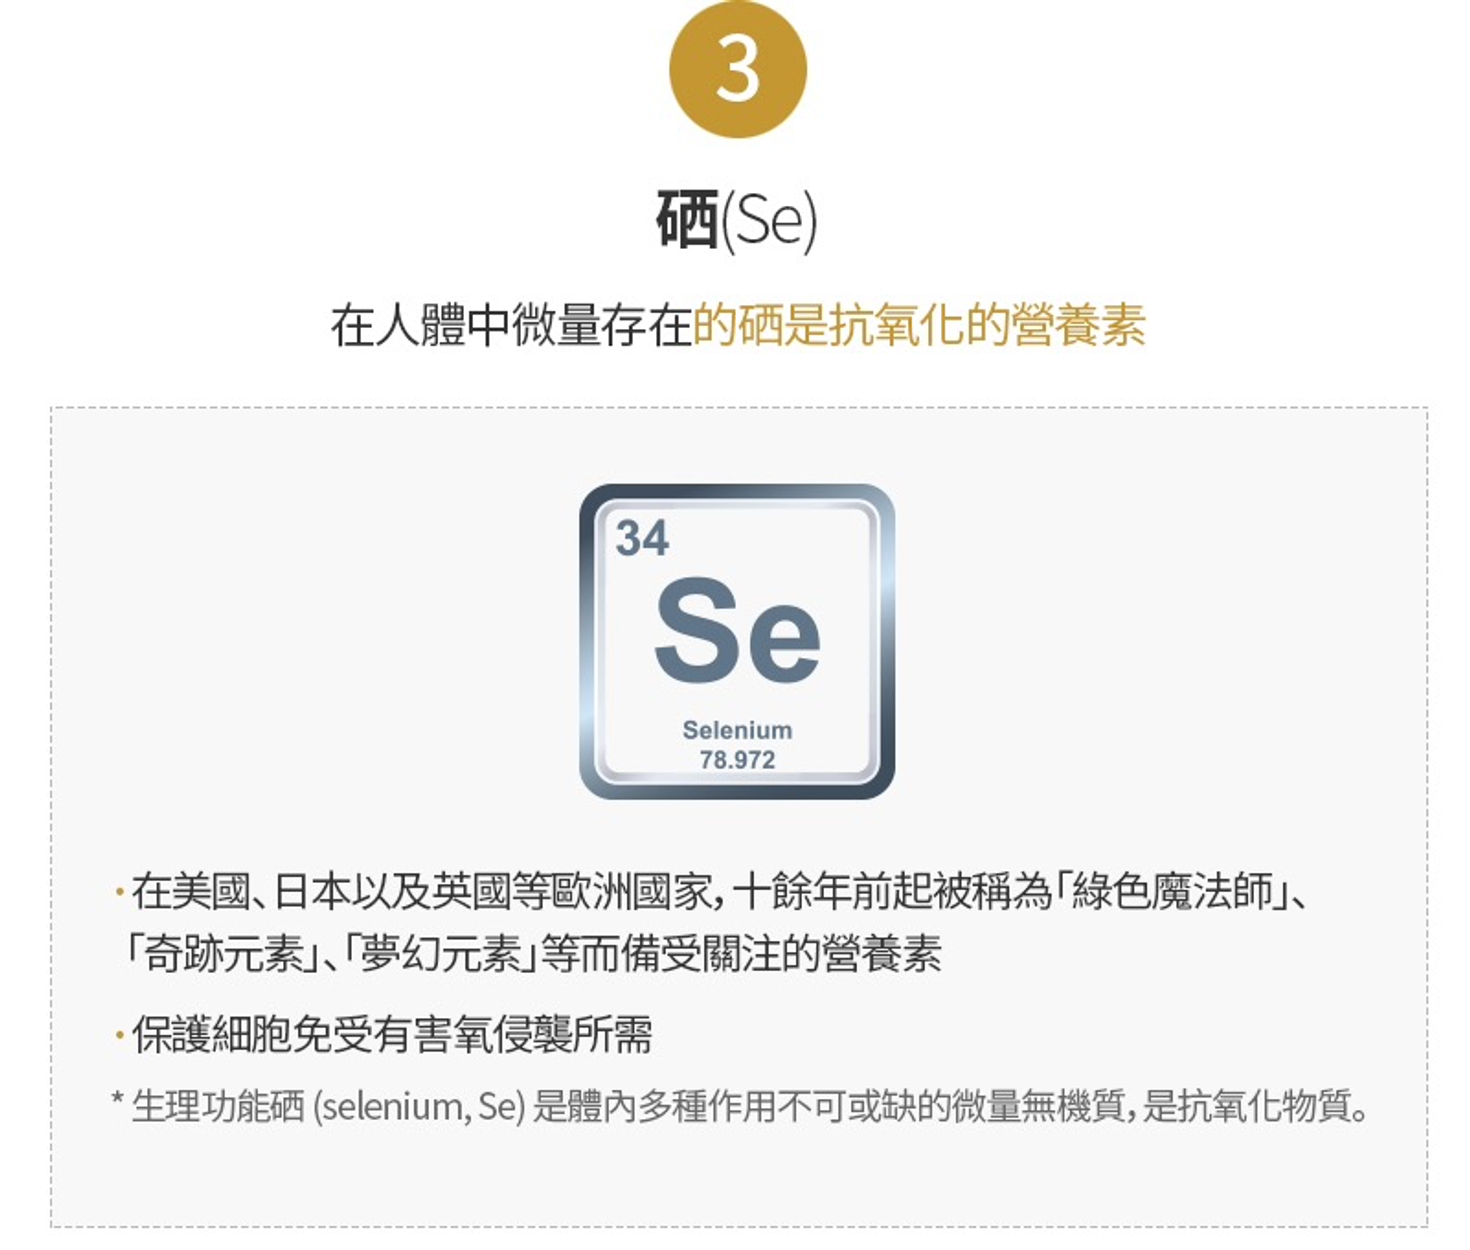 3
硒(Se)
在人體中微量存在的硒是抗氧化的營養素
34
Se
Selenium
78.972
·在美國、日本以及英國等歐洲國家，十餘年前起被稱為「綠色魔法師」、
「奇跡元素」、「夢幻元素」等而備受關注的營養素
·保護細胞免受有害氧侵襲所需
* 生理功能硒 (selenium, Se) 是體內多種作用不可或缺的微量無機質，是抗氧化物質。